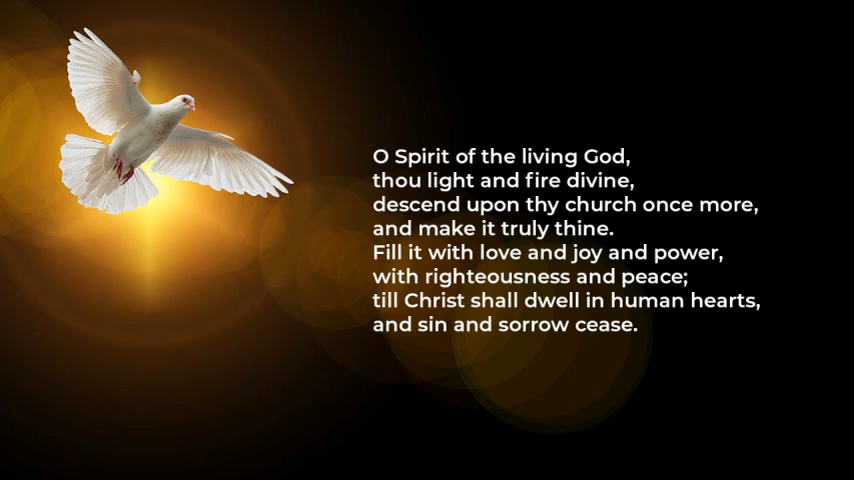 O Spirit of the living God,
thou light and fire divine,
descend upon thy church once more,
and make it truly thine.
Fill it with love and joy and power,
with righteousness and peace;
till Christ shall dwell in human hearts,
and sin and sorrow cease.